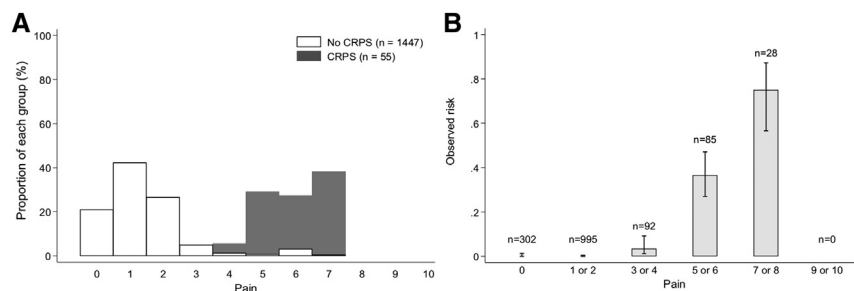 A
No CRPS (n = 1447)
CRPS (n = 55)
Proportion of each group (%)
100
80
60
40
20
0
0 1 2 3 4 5 6 7 8 9 10
Pain
B
Observed risk
1
.8
.6
.4
.2
0
n=302
n=995
n=92
n=85
n=28
n=0
0 1 or 2 3 or 4 5 or 6 7 or 8 9 or 10
Pain